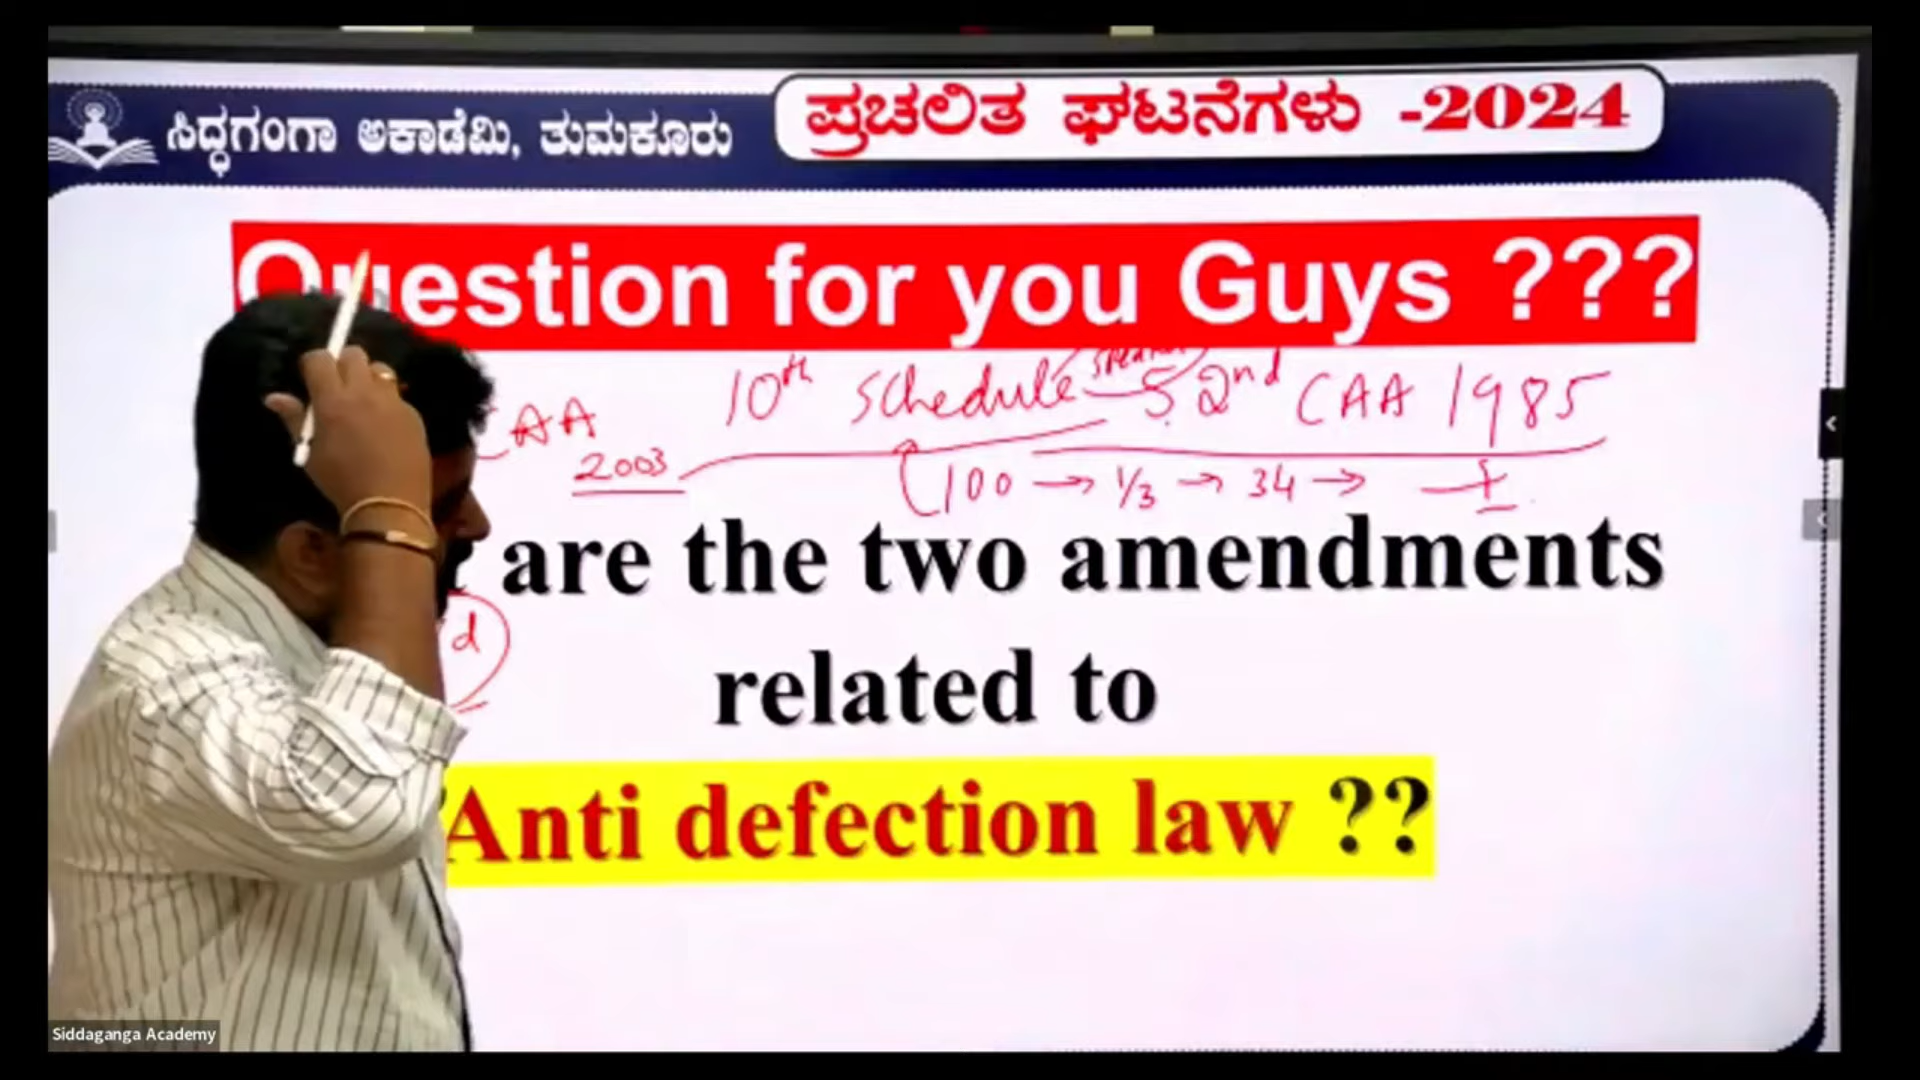 ಸಿದ್ಧಗಂಗಾ ಅಕಾಡೆಮಿ, ತುಮಕೂರು
ಪ್ರಚಲಿತ ಘಟನೆಗಳು -2024
Question for you Guys ???
10th Schedule 52nd CAA 1985
CAA
2003
100 → 1/3 → 34 →
are the two amendments
d
related to
Anti defection law ??
Siddaganga Academy